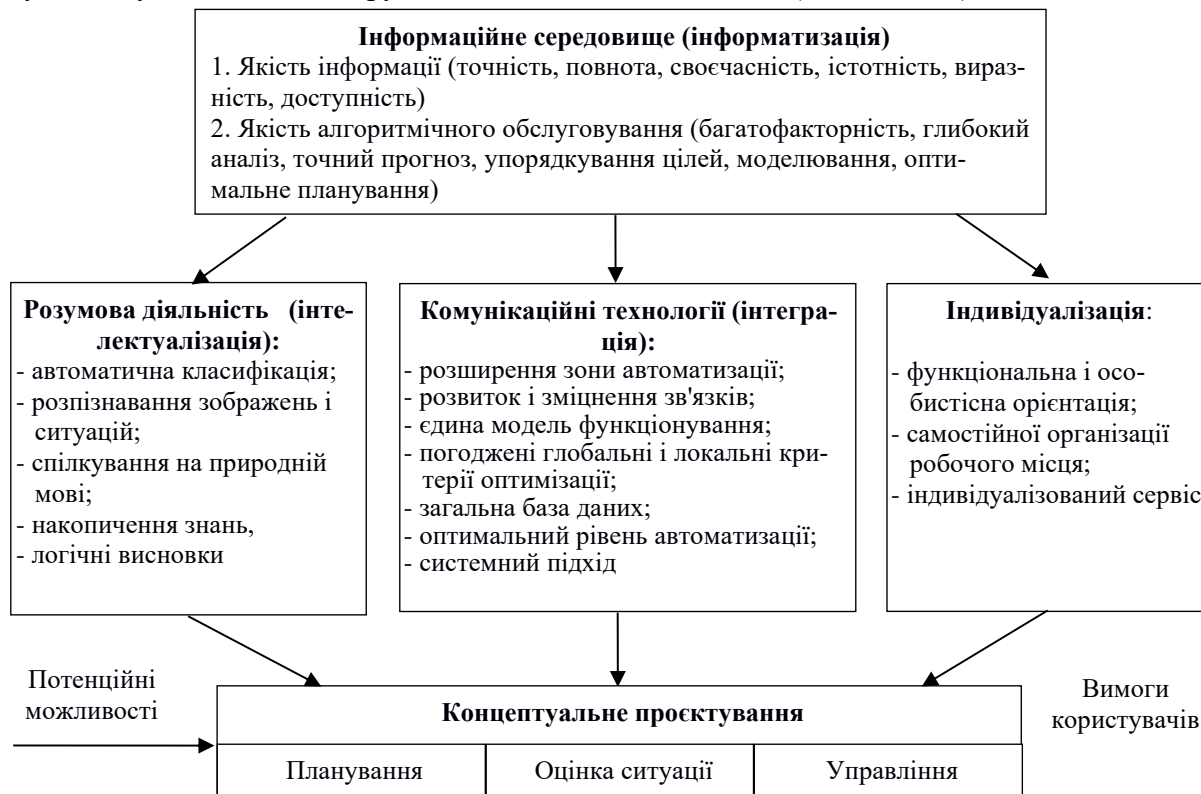 Інформаційне середовище (інформатизація)
1. Якість інформації (точність, повнота, своєчасність, істотність, вираз-
ність, доступність)
2. Якість алгоритмічного обслуговування (багатофакторність, глибокий
аналіз, точний прогноз, упорядкування цілей, моделювання, опти-
мальне планування)
Розумова діяльність (інте-
лектуалізація):
- автоматична класифікація;
- розпізнавання зображень і
ситуацій;
- спілкування на природній
мові;
- накопичення знань,
- логічні висновки
Комунікаційні технології (інтегра-
ція):
- розширення зони автоматизації;
- розвиток і зміцнення зв'язків;
- єдина модель функціонування;
- погоджені глобальні і локальні кри-
терії оптимізації;
- загальна база даних;
- оптимальний рівень автоматизації;
- системний підхід
Індивідуалізація:
- функціональна і осо-
бистісна орієнтація;
- самостійної організації
робочого місця;
- індивідуалізований сервіс
Потенційні
можливості
Концептуальне проєктування
Планування
Оцінка ситуації
Управління
Вимоги
користувачів